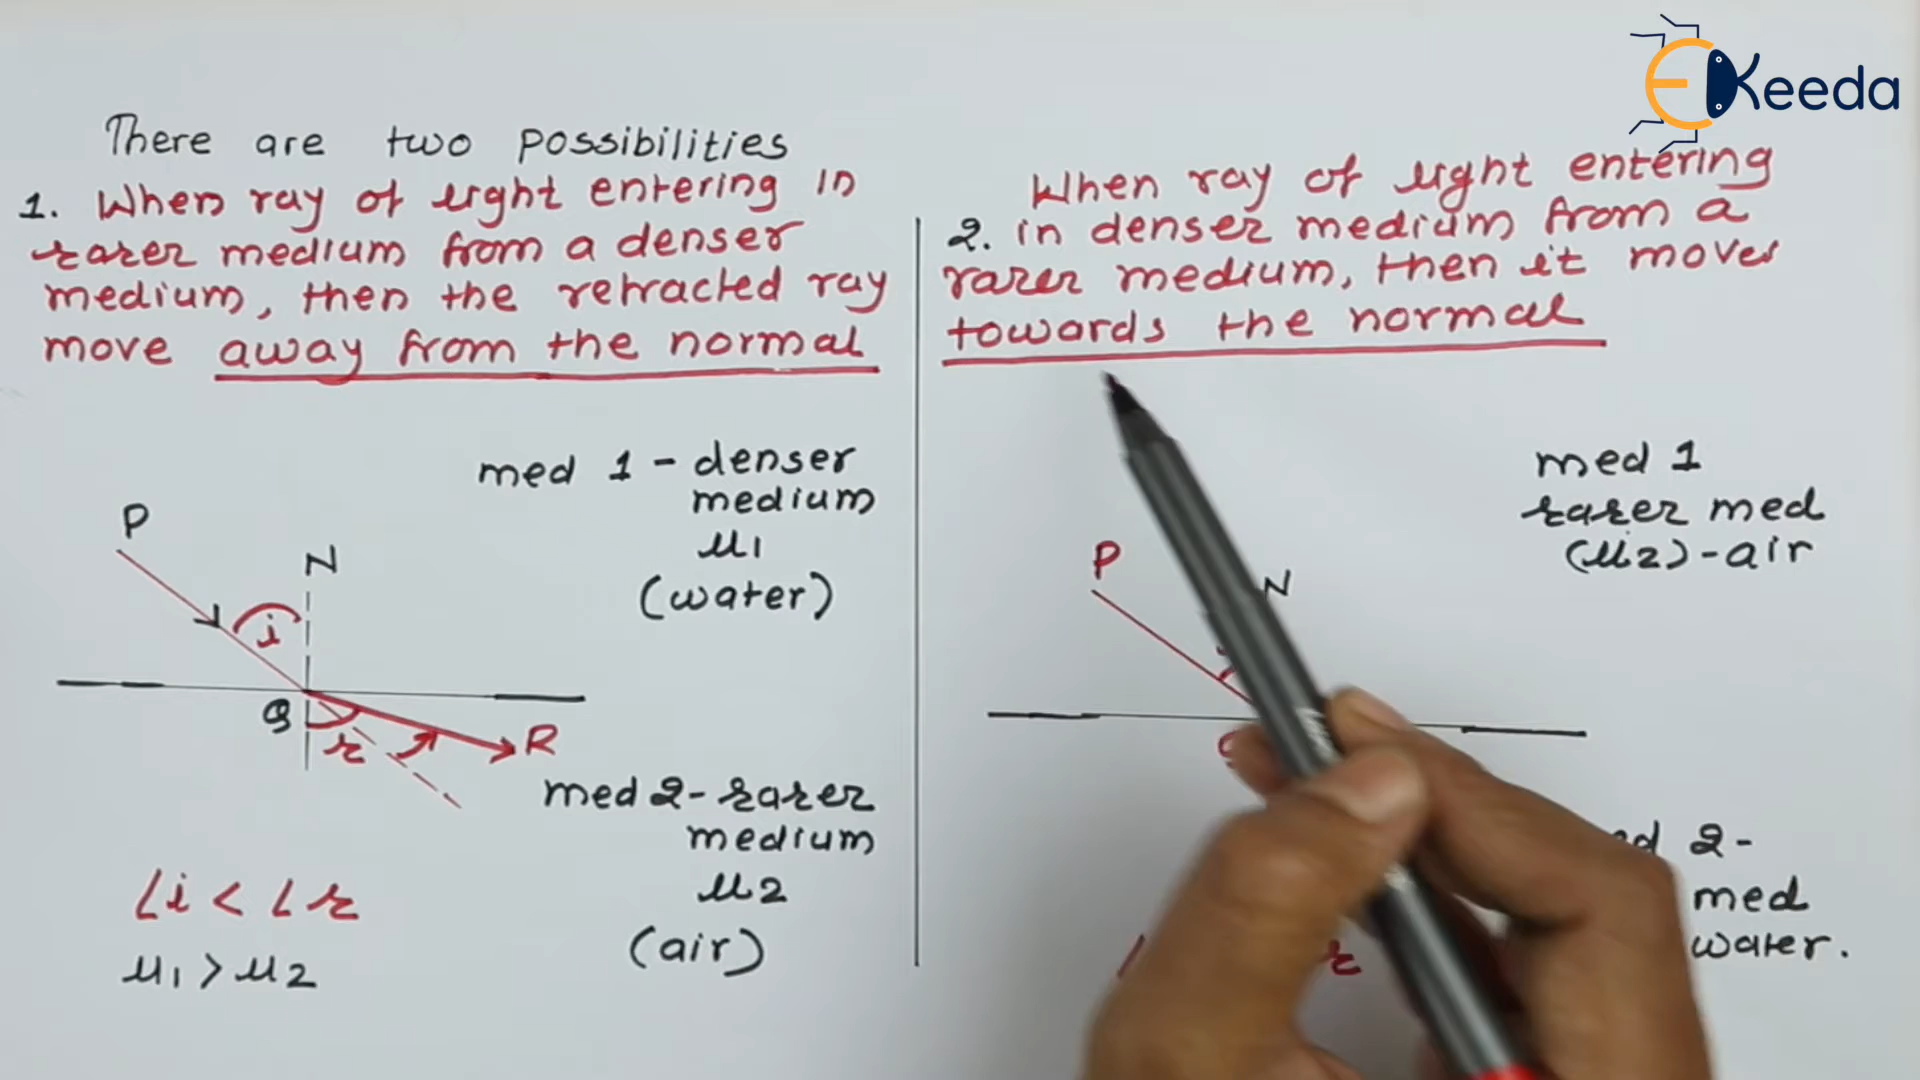 EKeeda
There are two possibilities
1. When ray of light entering in
rarer medium from a denser
medium, then the retracted ray
move away from the normal
med 1 - denser
medium
μ1
(water)
P
N
i
Q
r
R
med 2 - rarer
medium
μ2
(air)
∠i < ∠r
μ1 > μ2
When ray of light entering
2. in denser medium from a
rarer medium, then it moves
towards the normal
med 1
rarer med
(μ2) - air
P
N
2 -
med
water.
r